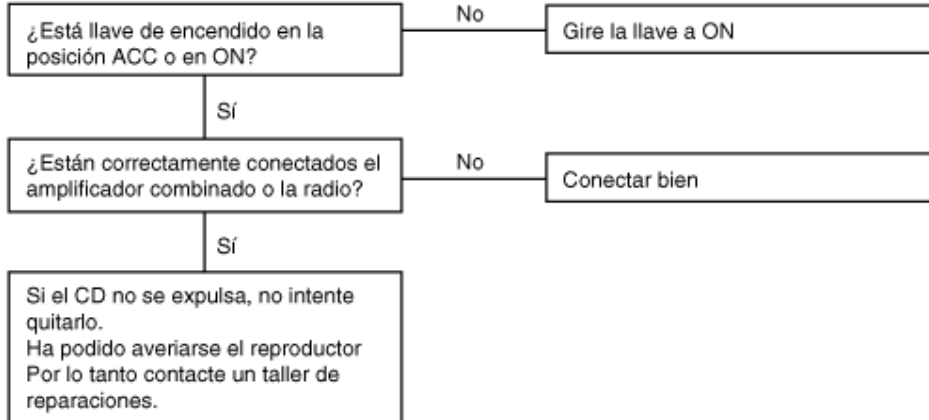 ¿Está llave de encendido en la
posición ACC o en ON?
No
Gire la llave a ON
Sí
¿Están correctamente conectados el
amplificador combinado o la radio?
No
Conectar bien
Sí
Si el CD no se expulsa, no intente
quitarlo.
Ha podido averiarse el reproductor
Por lo tanto contacte un taller de
reparaciones.